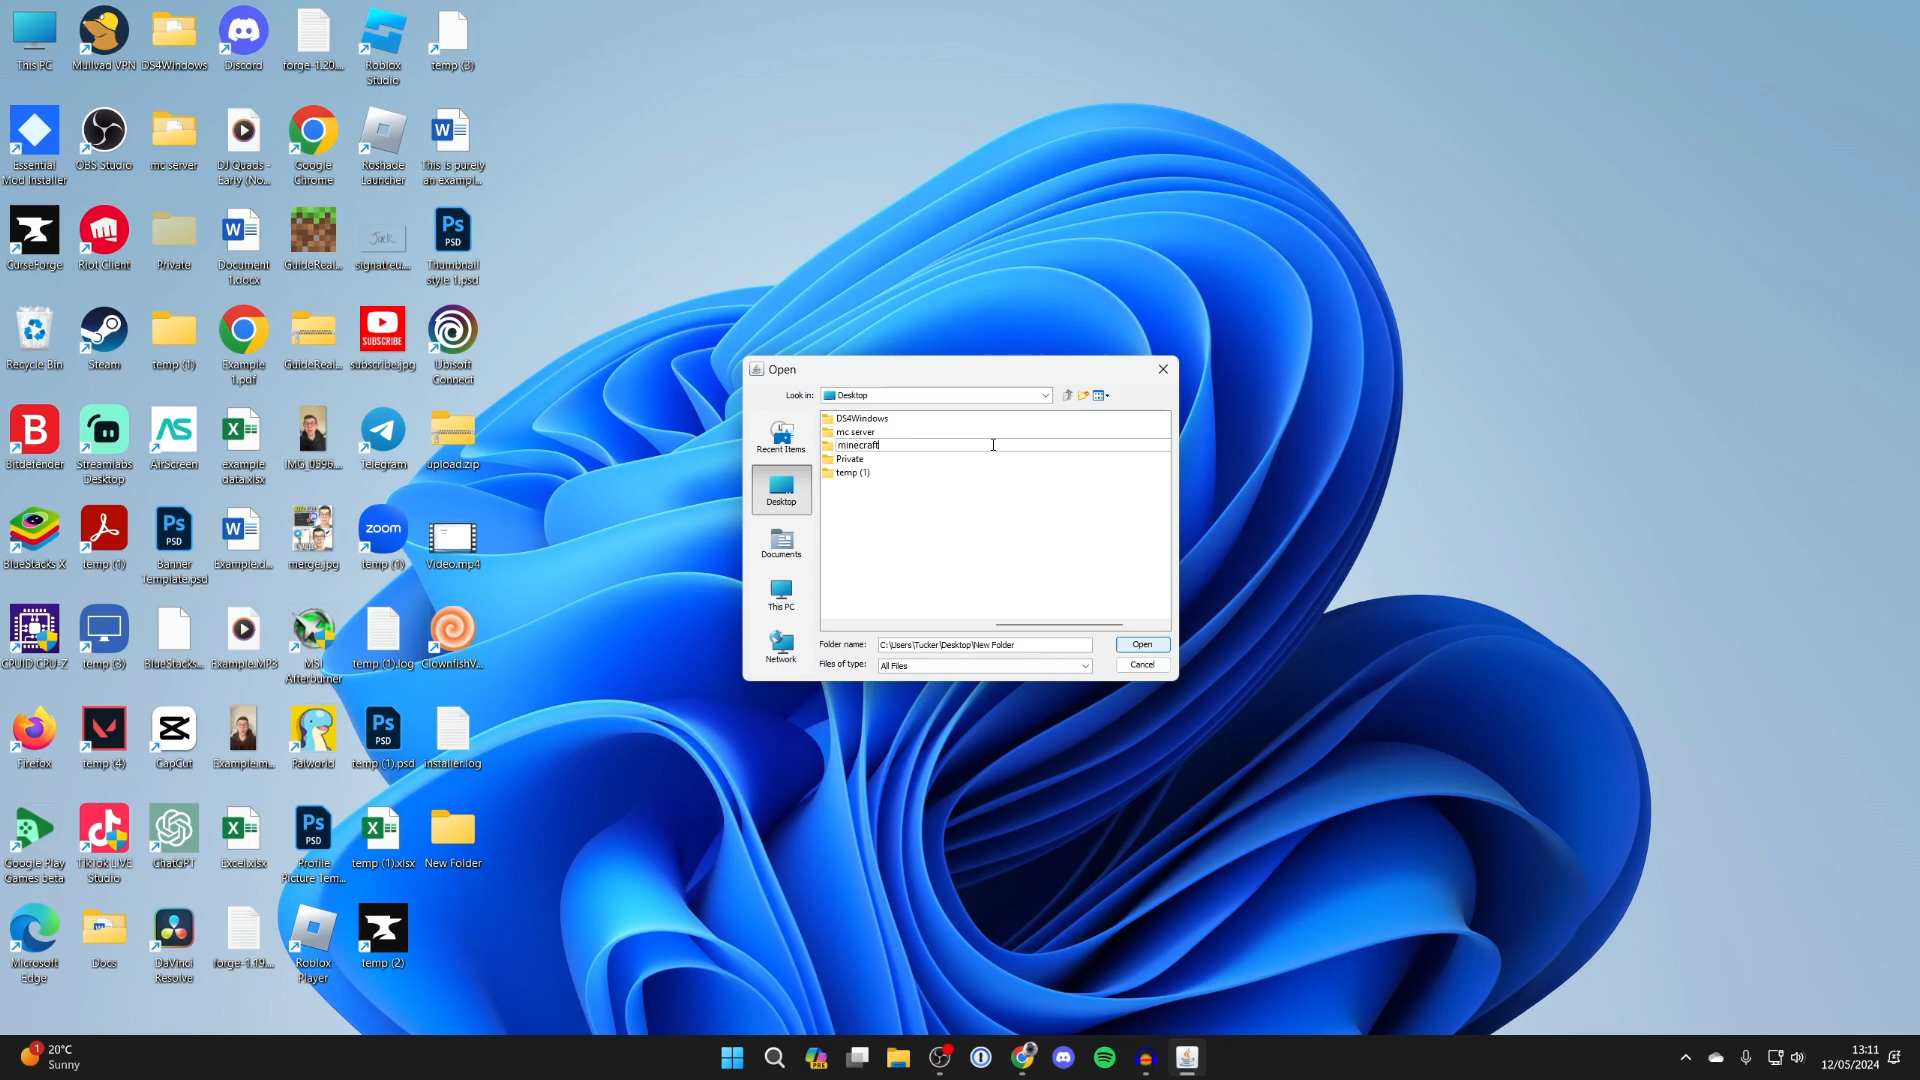 This PC
Mullvad VPN
DS4Windows
Discord
forge-1.20...
Roblox
Studio
temp (3)
Essential
Mod Installer
OBS Studio
mc server
DJ Quads -
Early (No...
Google
Chrome
Roshade
Launcher
This is purely
an exampl...
CurseForge
Riot Client
Private
Document
1.docx
GuideReal...
signatreu...
Thumbnail
style 1.psd
Recycle Bin
Steam
temp (1)
Example
1.pdf
GuideReal...
SUBSCRIBE
subscribe.jpg
Ubisoft
Connect
Bitdefender
Streamlabs
Desktop
AirScreen
example
data.xlsx
IMG_0696...
Telegram
upload.zip
BlueStacks X
temp (1)
Banner
Template.psd
Example.d...
merge.jpg
zoom
temp (1)
Video.mp4
CPUID CPU-Z
temp (3)
BlueStacks...
Example.MP3
MSI
Afterburner
temp (1).log
ClownfishV...
Firefox
temp (4)
CapCut
Example.m...
Palworld
temp (1).psd
installer.log
Google Play
Games beta
TikTok LIVE
Studio
ChatGPT
Excel.xlsx
Profile
Picture Tem...
temp (1).xlsx
New Folder
Microsoft
Edge
Docs
DaVinci
Resolve
forge-1.19...
Roblox
Player
temp (2)
Open
Look in:
Desktop
Recent Items
Desktop
Documents
This PC
Network
DS4Windows
mc server
minecraft
Private
temp (1)
Folder name:
C:\Users\Tucker\Desktop\New Folder
Open
Files of type:
All Files
Cancel
1
20°C
Sunny
PRE
13:11
12/05/2024